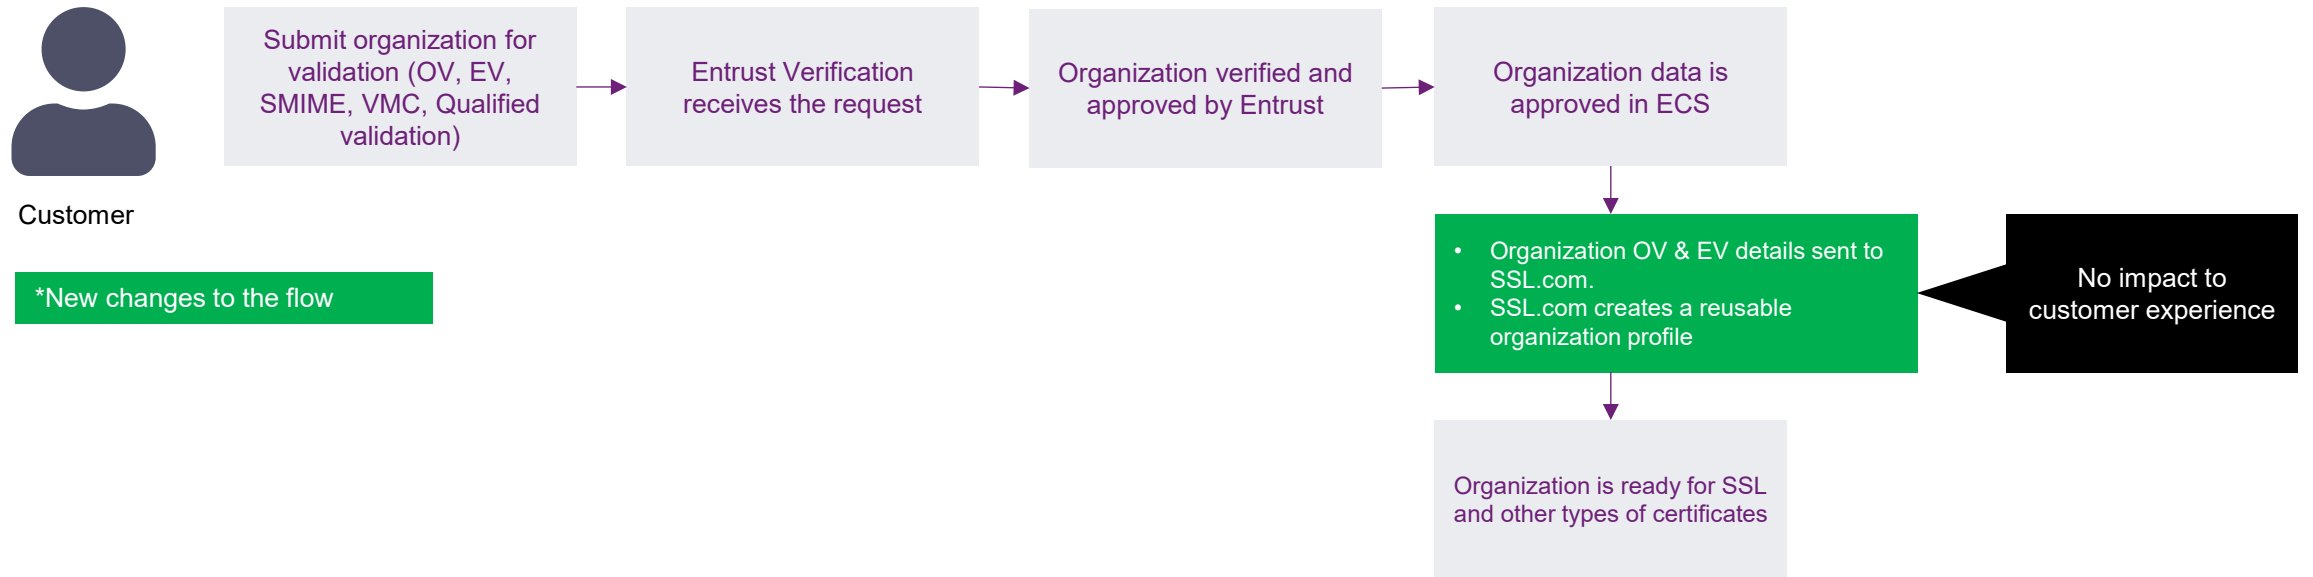 Submit organization for
validation (OV, EV,
SMIME, VMC, Qualified
validation)
Entrust Verification
receives the request
Organization verified and
approved by Entrust
Organization data is
approved in ECS
Customer
*New changes to the flow
• Organization OV & EV details sent to
SSL.com.
• SSL.com creates a reusable
organization profile
No impact to
customer experience
Organization is ready for SSL
and other types of certificates